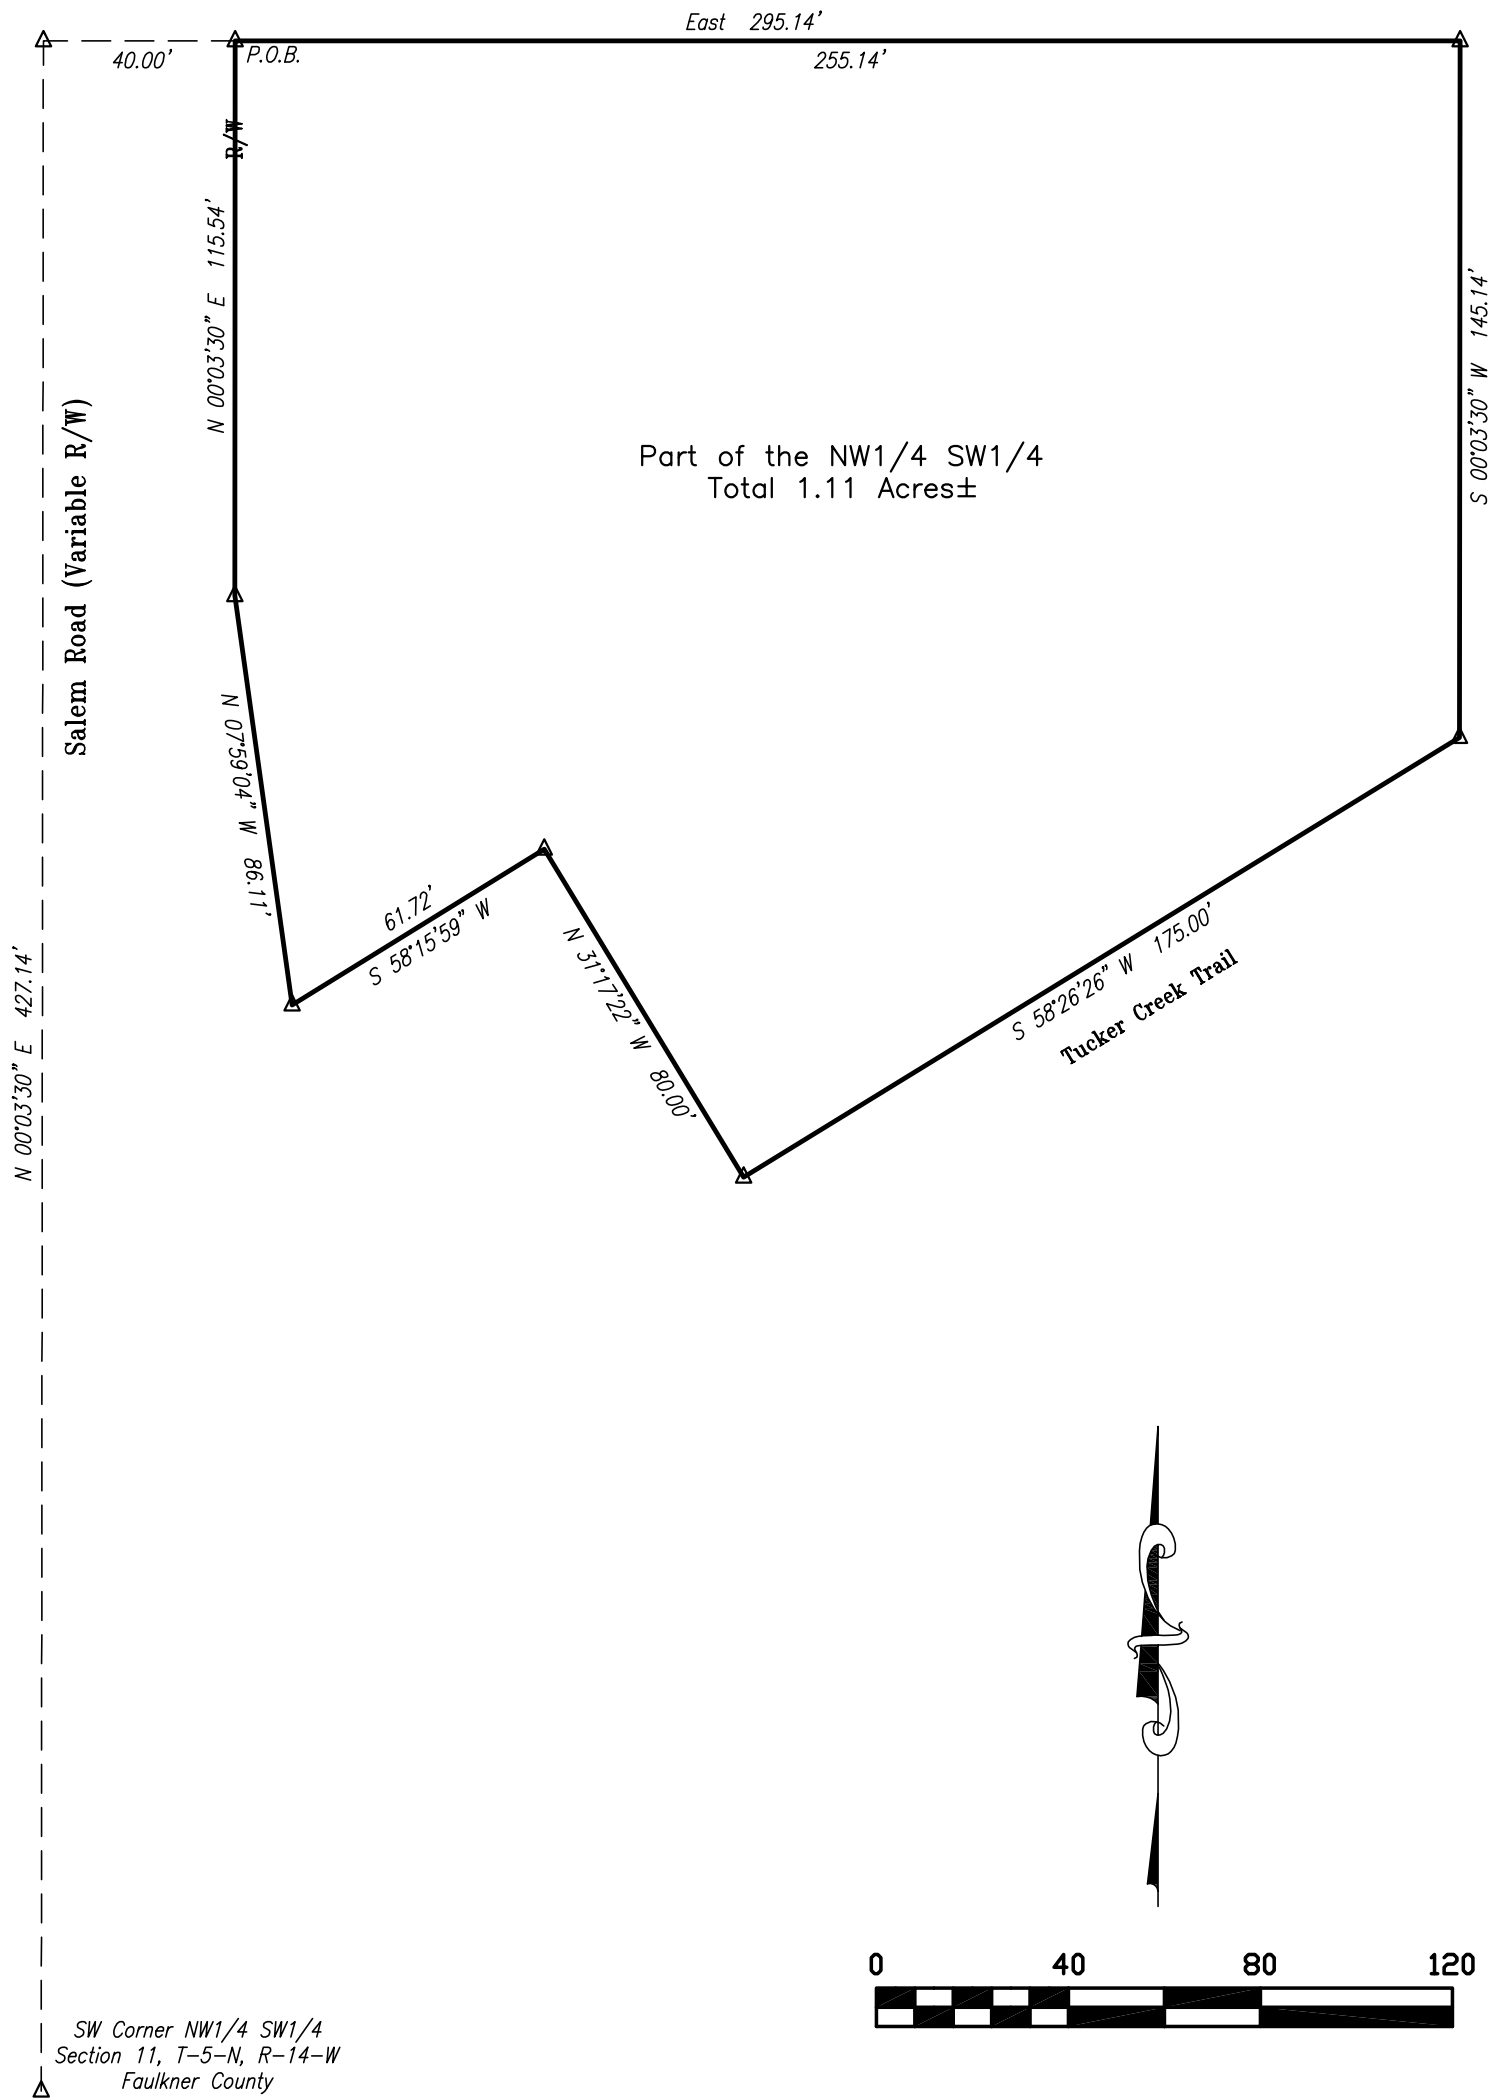 East 295.14'
40.00'
P.O.B.
255.14'
R/W
N 00°03'30" E 115.54'
S 00°03'30" W 145.14'
Salem Road (Variable R/W)
Part of the NW1/4 SW1/4
Total 1.11 Acres±
N 07°59'04" W 86.11'
61.72'
S 58°15'59" W
N 31°17'22" W 80.00'
S 58°26'26" W 175.00'
Tucker Creek Trail
N 00°03'30" E 427.14'
0 40 80 120
SW Corner NW1/4 SW1/4
Section 11, T-5-N, R-14-W
Faulkner County